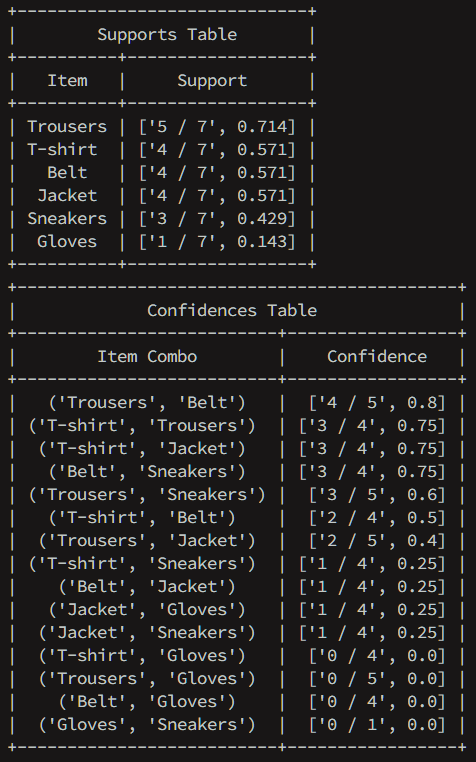 +-----------------------------+
|        Supports Table       |
+----------+------------------+
|   Item   |     Support      |
+----------+------------------+
| Trousers | ['5 / 7', 0.714] |
| T-shirt  | ['4 / 7', 0.571] |
|   Belt   | ['4 / 7', 0.571] |
|  Jacket  | ['4 / 7', 0.571] |
| Sneakers | ['3 / 7', 0.429] |
|  Gloves  | ['1 / 7', 0.143] |
+----------+------------------+
+--------------------------------------------+
|             Confidences Table              |
+--------------------------+-----------------+
|        Item Combo        |    Confidence   |
+--------------------------+-----------------+
|   ('Trousers', 'Belt')   |  ['4 / 5', 0.8] |
| ('T-shirt', 'Trousers')  | ['3 / 4', 0.75] |
|  ('T-shirt', 'Jacket')   | ['3 / 4', 0.75] |
|   ('Belt', 'Sneakers')   | ['3 / 4', 0.75] |
| ('Trousers', 'Sneakers') |  ['3 / 5', 0.6] |
|   ('T-shirt', 'Belt')    |  ['2 / 4', 0.5] |
|  ('Trousers', 'Jacket')  |  ['2 / 5', 0.4] |
| ('T-shirt', 'Sneakers')  | ['1 / 4', 0.25] |
|    ('Belt', 'Jacket')    | ['1 / 4', 0.25] |
|   ('Jacket', 'Gloves')   | ['1 / 4', 0.25] |
|  ('Jacket', 'Sneakers')  | ['1 / 4', 0.25] |
|  ('T-shirt', 'Gloves')   |  ['0 / 4', 0.0] |
|  ('Trousers', 'Gloves')  |  ['0 / 5', 0.0] |
|    ('Belt', 'Gloves')    |  ['0 / 4', 0.0] |
|  ('Gloves', 'Sneakers')  |  ['0 / 1', 0.0] |
+--------------------------+-----------------+